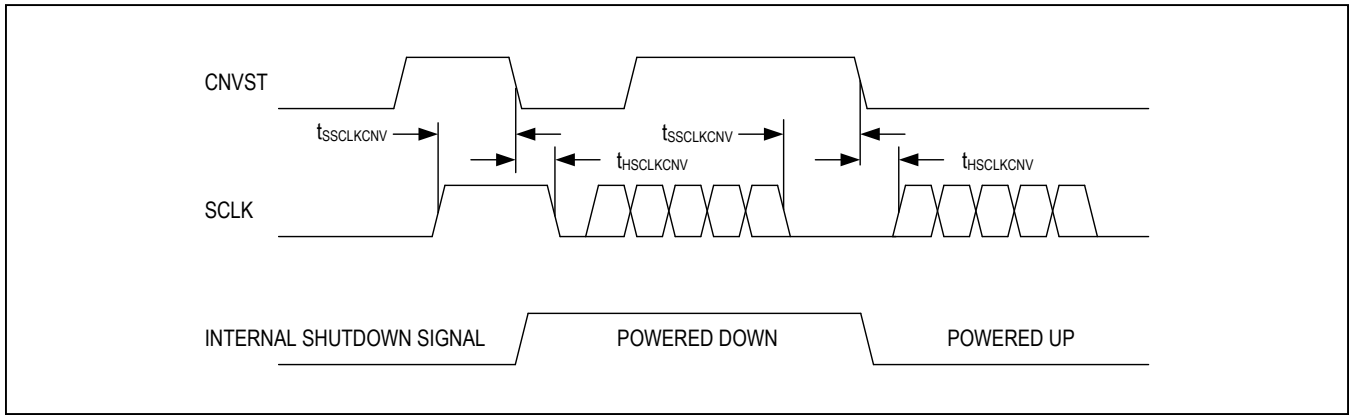 CNVST
tSSCLKCNV tSSCLKCNV
tHSCLKCNV tHSCLKCNV
SCLK
INTERNAL SHUTDOWN SIGNAL POWERED DOWN POWERED UP